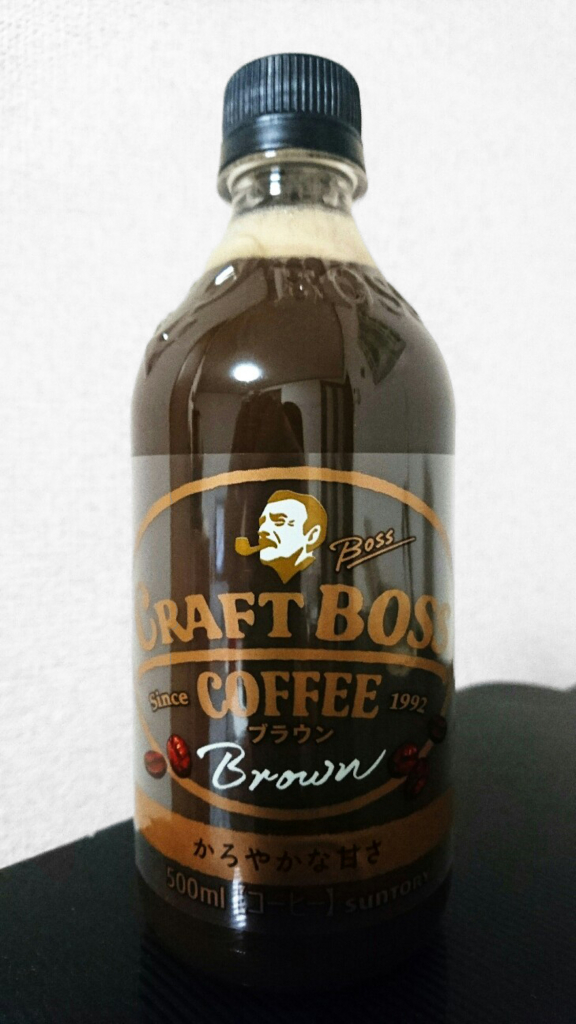 Boss
CRAFT BOSS
Since COFFEE 1992
ブラウン
Brown
かろやかな甘さ
500ml 【コーヒー】 SUNTORY